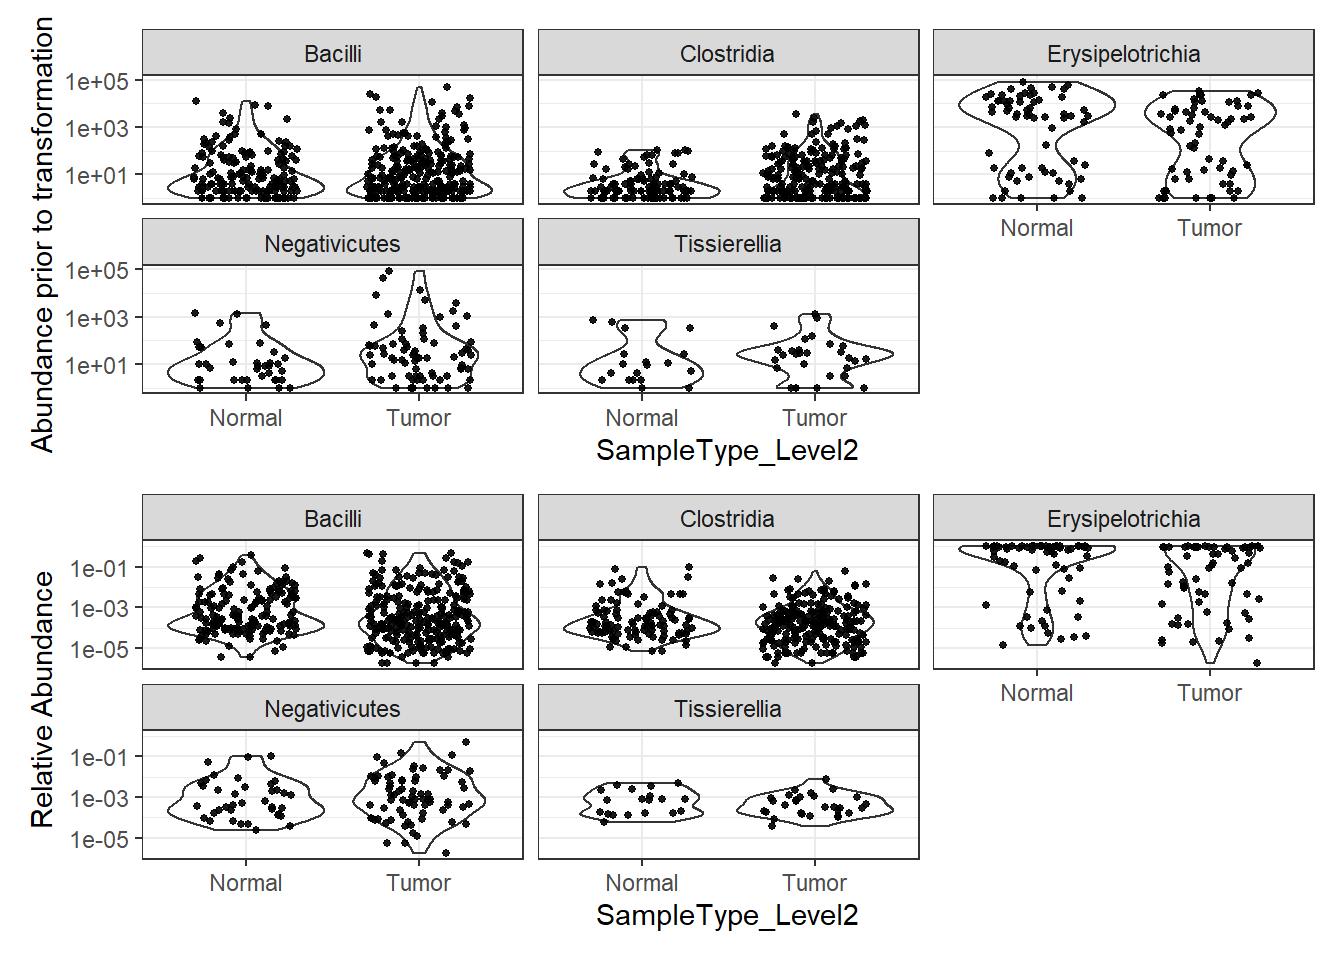 Abundance prior to transformation
Bacilli
Clostridia
Erysipelotrichia
1e+05
1e+03
1e+01
Normal
Tumor
Negativicutes
Tissierellia
1e+05
1e+03
1e+01
Normal
Tumor
Normal
Tumor
SampleType_Level2
Relative Abundance
Bacilli
Clostridia
Erysipelotrichia
1e-01
1e-03
1e-05
Normal
Tumor
Negativicutes
Tissierellia
1e-01
1e-03
1e-05
Normal
Tumor
Normal
Tumor
SampleType_Level2